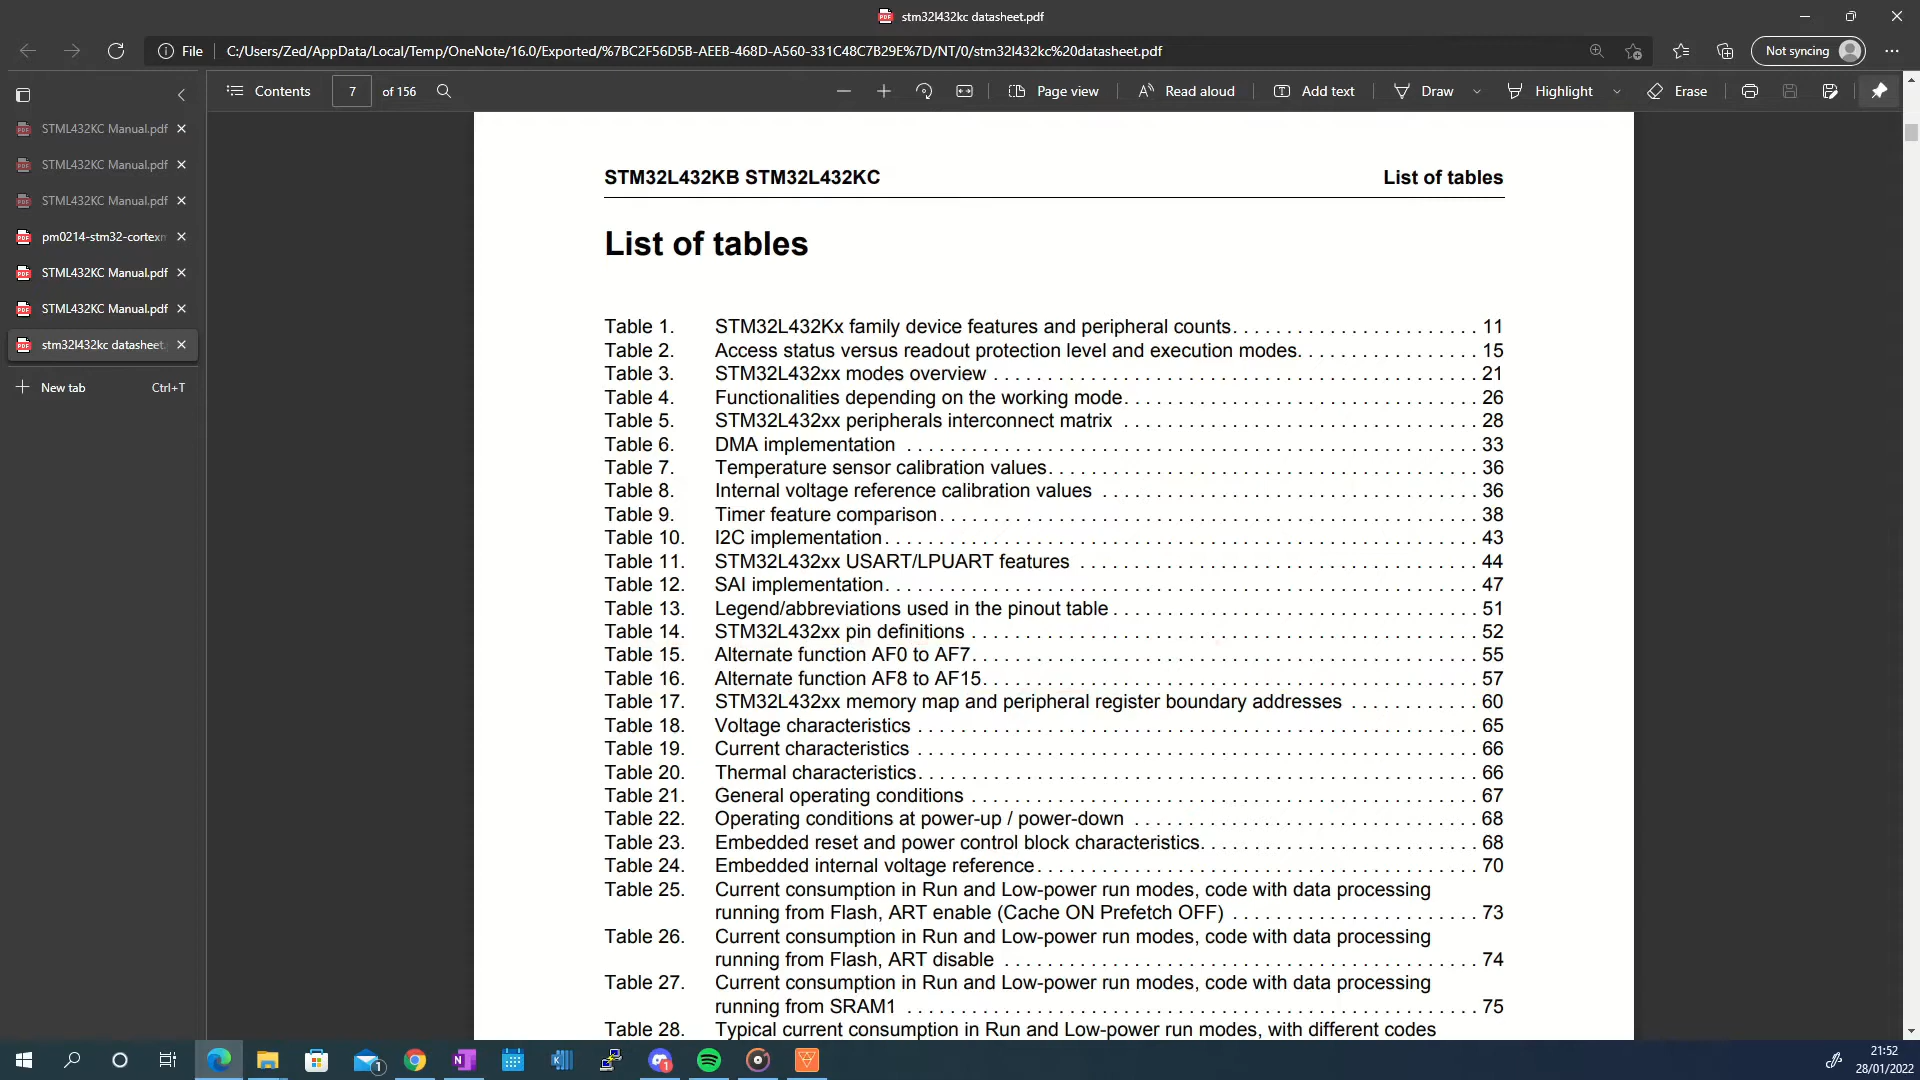 stm32l432kc datasheet.pdf
File
C:/Users/Zed/AppData/Local/Temp/OneNote/16.0/Exported/%7BC2F56D5B-AEEB-468D-A560-331C48C7B29E%7D/NT/0/stm32l432kc%20datasheet.pdf
Not syncing
Contents 7 of 156 Page view Read aloud Add text Draw Highlight Erase
STML432KC Manual.pdf
STML432KC Manual.pdf
STML432KC Manual.pdf
pm0214-stm32-cortexm
STML432KC Manual.pdf
STML432KC Manual.pdf
stm32l432kc datasheet.
New tab Ctrl+T
STM32L432KB STM32L432KC List of tables
List of tables
Table 1. STM32L432Kx family device features and peripheral counts. . . . . . . . . . . . . . . . . . . . . . 11
Table 2. Access status versus readout protection level and execution modes. . . . . . . . . . . . . . . . . 15
Table 3. STM32L432xx modes overview . . . . . . . . . . . . . . . . . . . . . . . . . . . . . . . . . . . . . . . . . 21
Table 4. Functionalities depending on the working mode. . . . . . . . . . . . . . . . . . . . . . . . . . . . . . 26
Table 5. STM32L432xx peripherals interconnect matrix . . . . . . . . . . . . . . . . . . . . . . . . . . . . . . 28
Table 6. DMA implementation . . . . . . . . . . . . . . . . . . . . . . . . . . . . . . . . . . . . . . . . . . . . . . . . 33
Table 7. Temperature sensor calibration values. . . . . . . . . . . . . . . . . . . . . . . . . . . . . . . . . . . . 36
Table 8. Internal voltage reference calibration values . . . . . . . . . . . . . . . . . . . . . . . . . . . . . . . . 36
Table 9. Timer feature comparison. . . . . . . . . . . . . . . . . . . . . . . . . . . . . . . . . . . . . . . . . . . . . 38
Table 10. I2C implementation. . . . . . . . . . . . . . . . . . . . . . . . . . . . . . . . . . . . . . . . . . . . . . . . . . 43
Table 11. STM32L432xx USART/LPUART features . . . . . . . . . . . . . . . . . . . . . . . . . . . . . . . . . . 44
Table 12. SAI implementation. . . . . . . . . . . . . . . . . . . . . . . . . . . . . . . . . . . . . . . . . . . . . . . . . . 47
Table 13. Legend/abbreviations used in the pinout table . . . . . . . . . . . . . . . . . . . . . . . . . . . . . . . 51
Table 14. STM32L432xx pin definitions . . . . . . . . . . . . . . . . . . . . . . . . . . . . . . . . . . . . . . . . . . . 52
Table 15. Alternate function AF0 to AF7. . . . . . . . . . . . . . . . . . . . . . . . . . . . . . . . . . . . . . . . . . . 55
Table 16. Alternate function AF8 to AF15. . . . . . . . . . . . . . . . . . . . . . . . . . . . . . . . . . . . . . . . . . 57
Table 17. STM32L432xx memory map and peripheral register boundary addresses . . . . . . . . . . . 60
Table 18. Voltage characteristics . . . . . . . . . . . . . . . . . . . . . . . . . . . . . . . . . . . . . . . . . . . . . . . 65
Table 19. Current characteristics . . . . . . . . . . . . . . . . . . . . . . . . . . . . . . . . . . . . . . . . . . . . . . . 66
Table 20. Thermal characteristics. . . . . . . . . . . . . . . . . . . . . . . . . . . . . . . . . . . . . . . . . . . . . . . 66
Table 21. General operating conditions . . . . . . . . . . . . . . . . . . . . . . . . . . . . . . . . . . . . . . . . . . . 67
Table 22. Operating conditions at power-up / power-down . . . . . . . . . . . . . . . . . . . . . . . . . . . . . 68
Table 23. Embedded reset and power control block characteristics. . . . . . . . . . . . . . . . . . . . . . . . 68
Table 24. Embedded internal voltage reference. . . . . . . . . . . . . . . . . . . . . . . . . . . . . . . . . . . . . 70
Table 25. Current consumption in Run and Low-power run modes, code with data processing
running from Flash, ART enable (Cache ON Prefetch OFF) . . . . . . . . . . . . . . . . . . . . . . 73
Table 26. Current consumption in Run and Low-power run modes, code with data processing
running from Flash, ART disable . . . . . . . . . . . . . . . . . . . . . . . . . . . . . . . . . . . . . . . . 74
Table 27. Current consumption in Run and Low-power run modes, code with data processing
running from SRAM1 . . . . . . . . . . . . . . . . . . . . . . . . . . . . . . . . . . . . . . . . . . . . . . . . 75
Table 28. Typical current consumption in Run and Low-power run modes, with different codes
21:52
28/01/2022